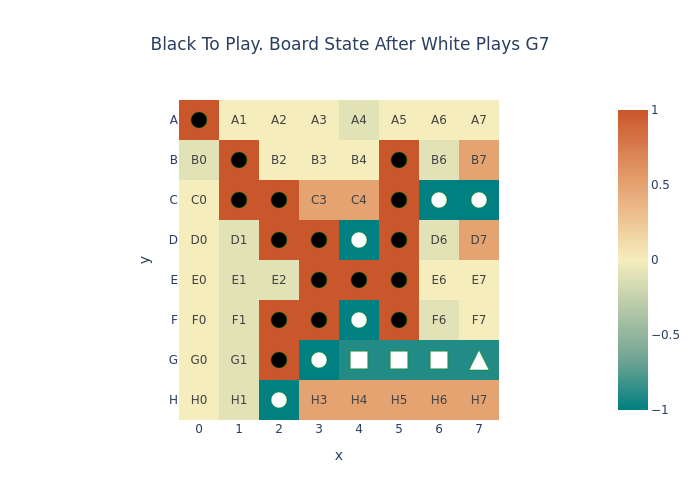 Black To Play. Board State After White Plays G7
A A1 A2 A3 A4 A5 A6 A7
B B0 B2 B3 B4 B6 B7
C C0 C3 C4
D D0 D1 D6 D7
E E0 E1 E2 E6 E7
F F0 F1 F6 F7
G G0 G1
H H0 H1 H3 H4 H5 H6 H7
0 1 2 3 4 5 6 7
x
y
1
0.5
0
−0.5
−1